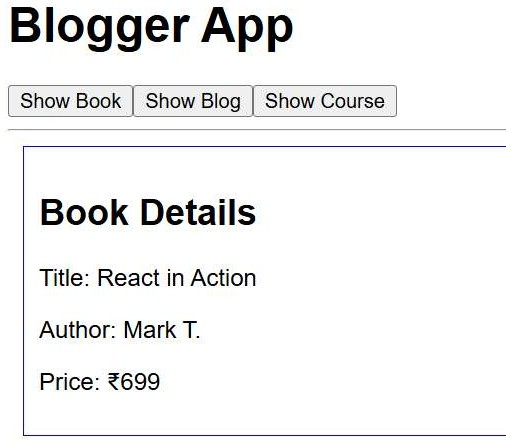 Blogger App
Show Book Show Blog Show Course
Book Details
Title: React in Action
Author: Mark T.
Price: ₹699